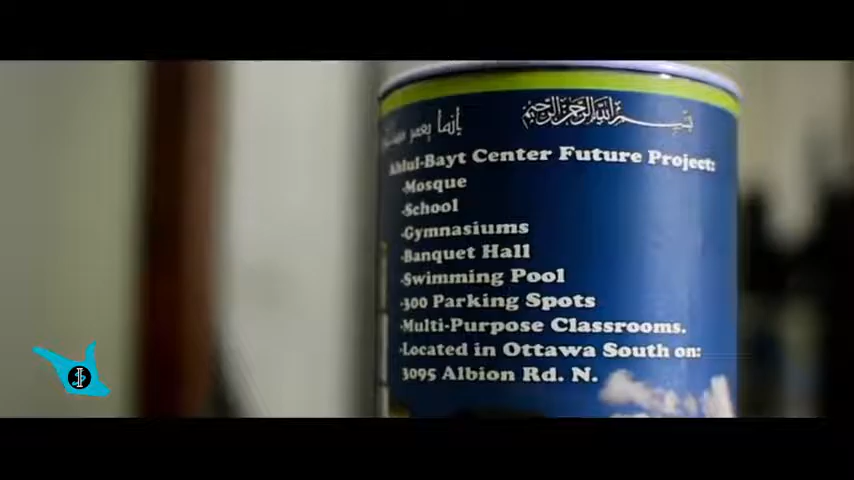 بسم الله الرحمن الرحيم
إنما يعمر
Ahlul-Bayt Center Future Project:
-Mosque
-School
-Gymnasiums
-Banquet Hall
-Swimming Pool
-300 Parking Spots
-Multi-Purpose Classrooms.
-Located in Ottawa South on:
3095 Albion Rd. N.